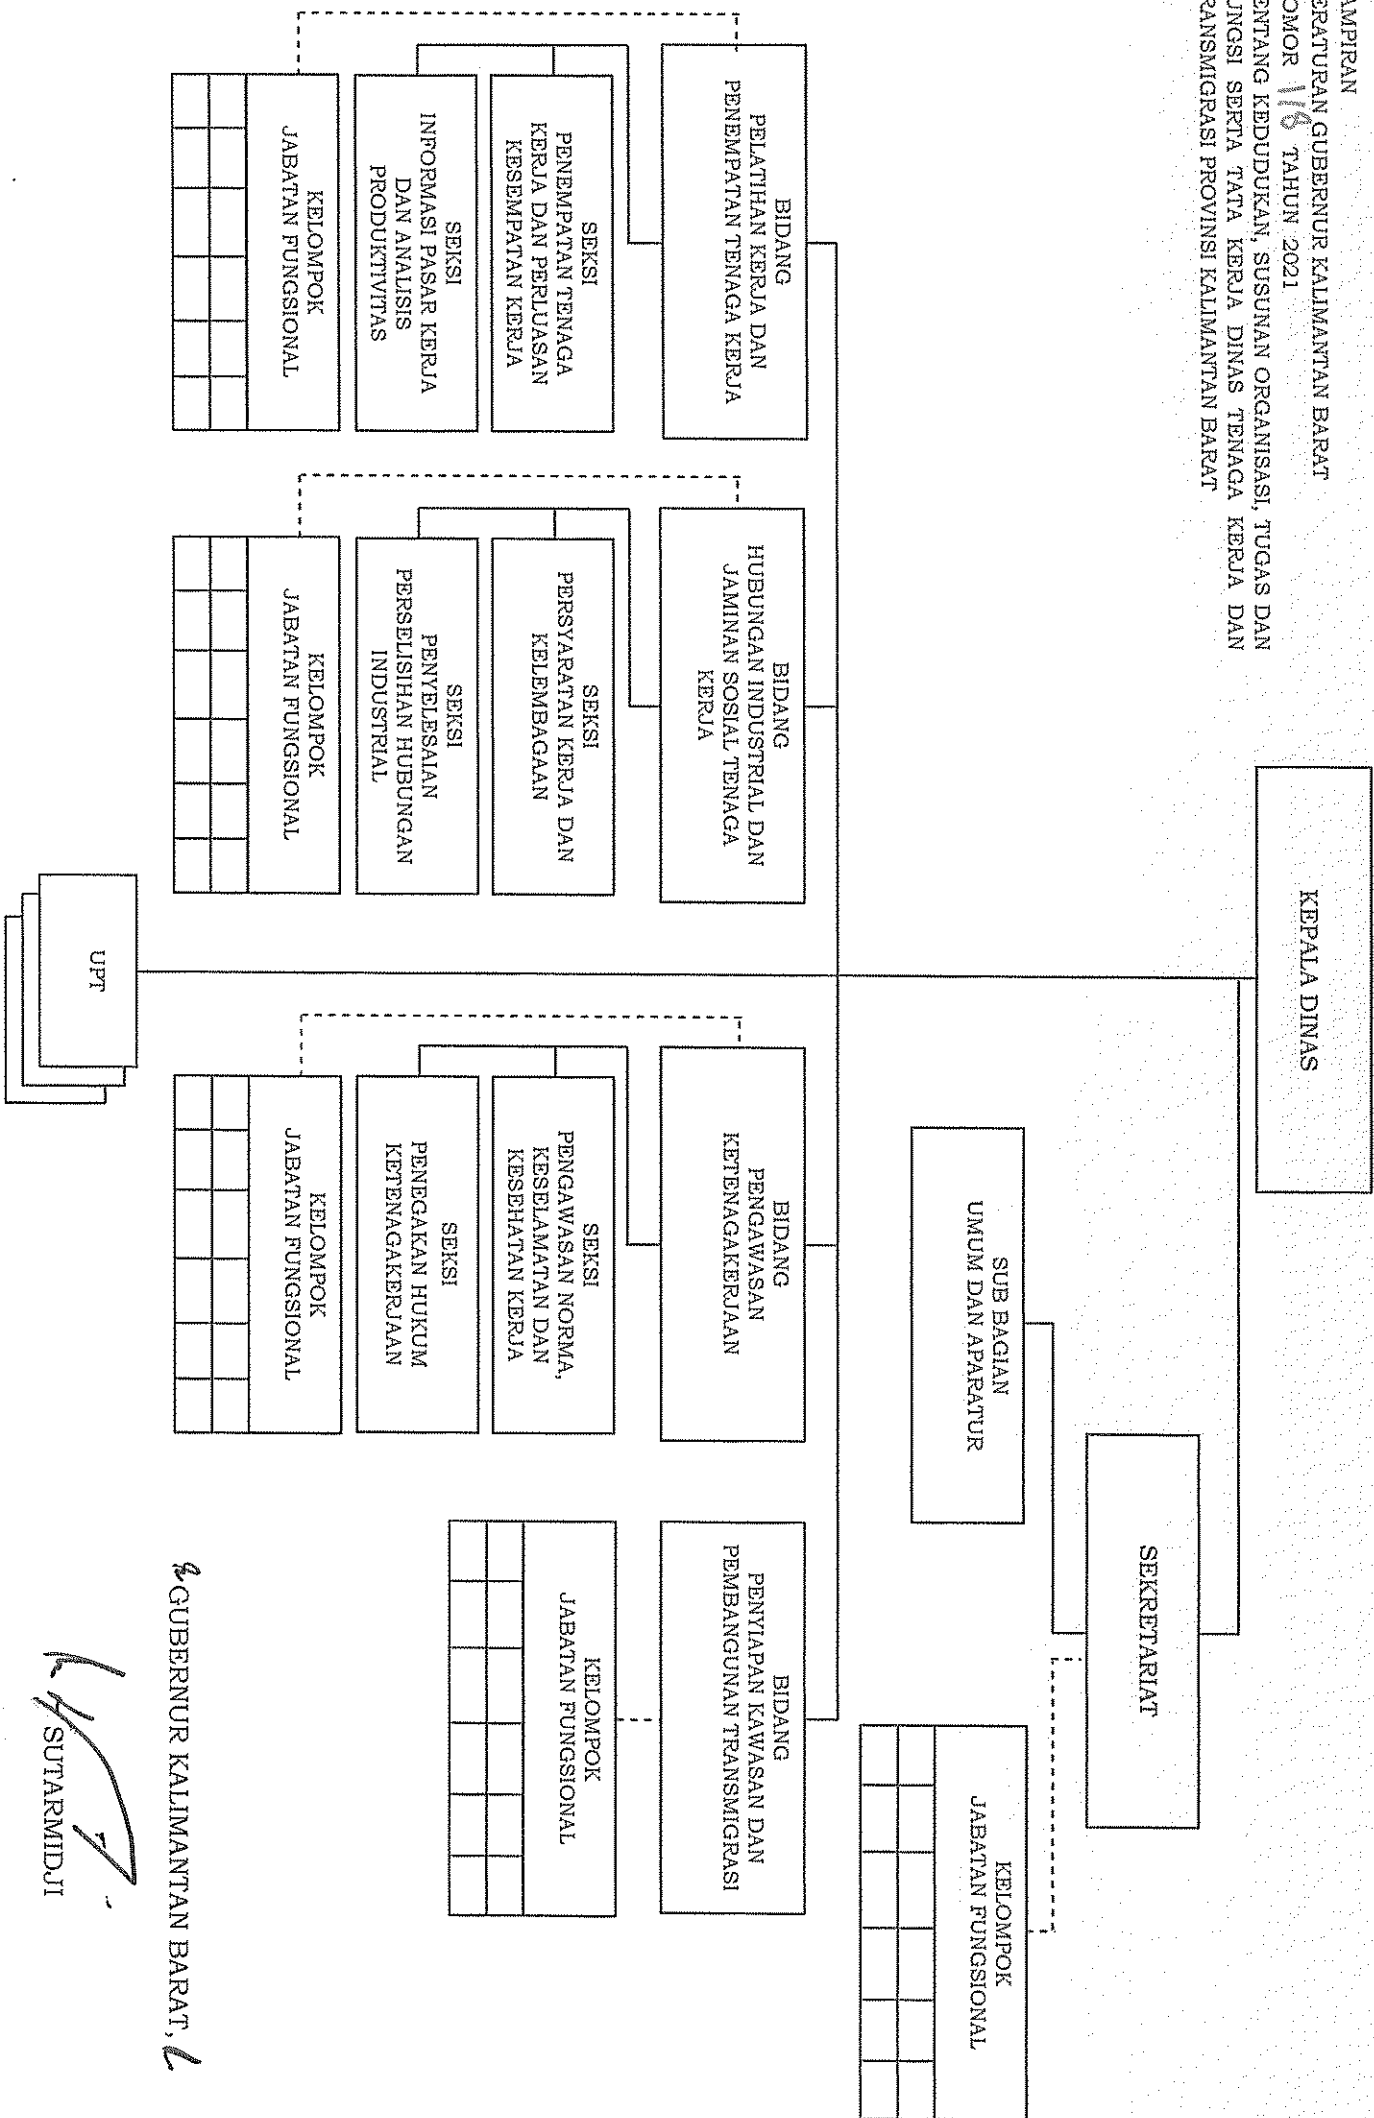 AMPIRAN
ERATURAN GUBERNUR KALIMANTAN BARAT
OMOR 118 TAHUN 2021
ENTANG KEDUDUKAN, SUSUNAN ORGANISASI, TUGAS DAN
UNGSI SERTA TATA KERJA DINAS TENAGA KERJA DAN
RANSMIGRASI PROVINSI KALIMANTAN BARAT
KEPALA DINAS
SEKRETARIAT
SUB BAGIAN
UMUM DAN APARATUR
KELOMPOK
JABATAN FUNGSIONAL
BIDANG
PELATIHAN KERJA DAN
PENEMPATAN TENAGA KERJA
SEKSI
PENEMPATAN TENAGA
KERJA DAN PERLUASAN
KESEMPATAN KERJA
SEKSI
INFORMASI PASAR KERJA
DAN ANALISIS
PRODUKTIVITAS
KELOMPOK
JABATAN FUNGSIONAL
BIDANG
HUBUNGAN INDUSTRIAL DAN
JAMINAN SOSIAL TENAGA
KERJA
SEKSI
PERSYARATAN KERJA DAN
KELEMBAGAAN
SEKSI
PENYELESAIAN
PERSELISIHAN HUBUNGAN
INDUSTRIAL
KELOMPOK
JABATAN FUNGSIONAL
BIDANG
PENGAWASAN
KETENAGAKERJAAN
SEKSI
PENGAWASAN NORMA,
KESELAMATAN DAN
KESEHATAN KERJA
SEKSI
PENEGAKAN HUKUM
KETENAGAKERJAAN
KELOMPOK
JABATAN FUNGSIONAL
BIDANG
PENYIAPAN KAWASAN DAN
PEMBANGUNAN TRANSMIGRASI
KELOMPOK
JABATAN FUNGSIONAL
UPT
GUBERNUR KALIMANTAN BARAT,
SUTARMIDJI